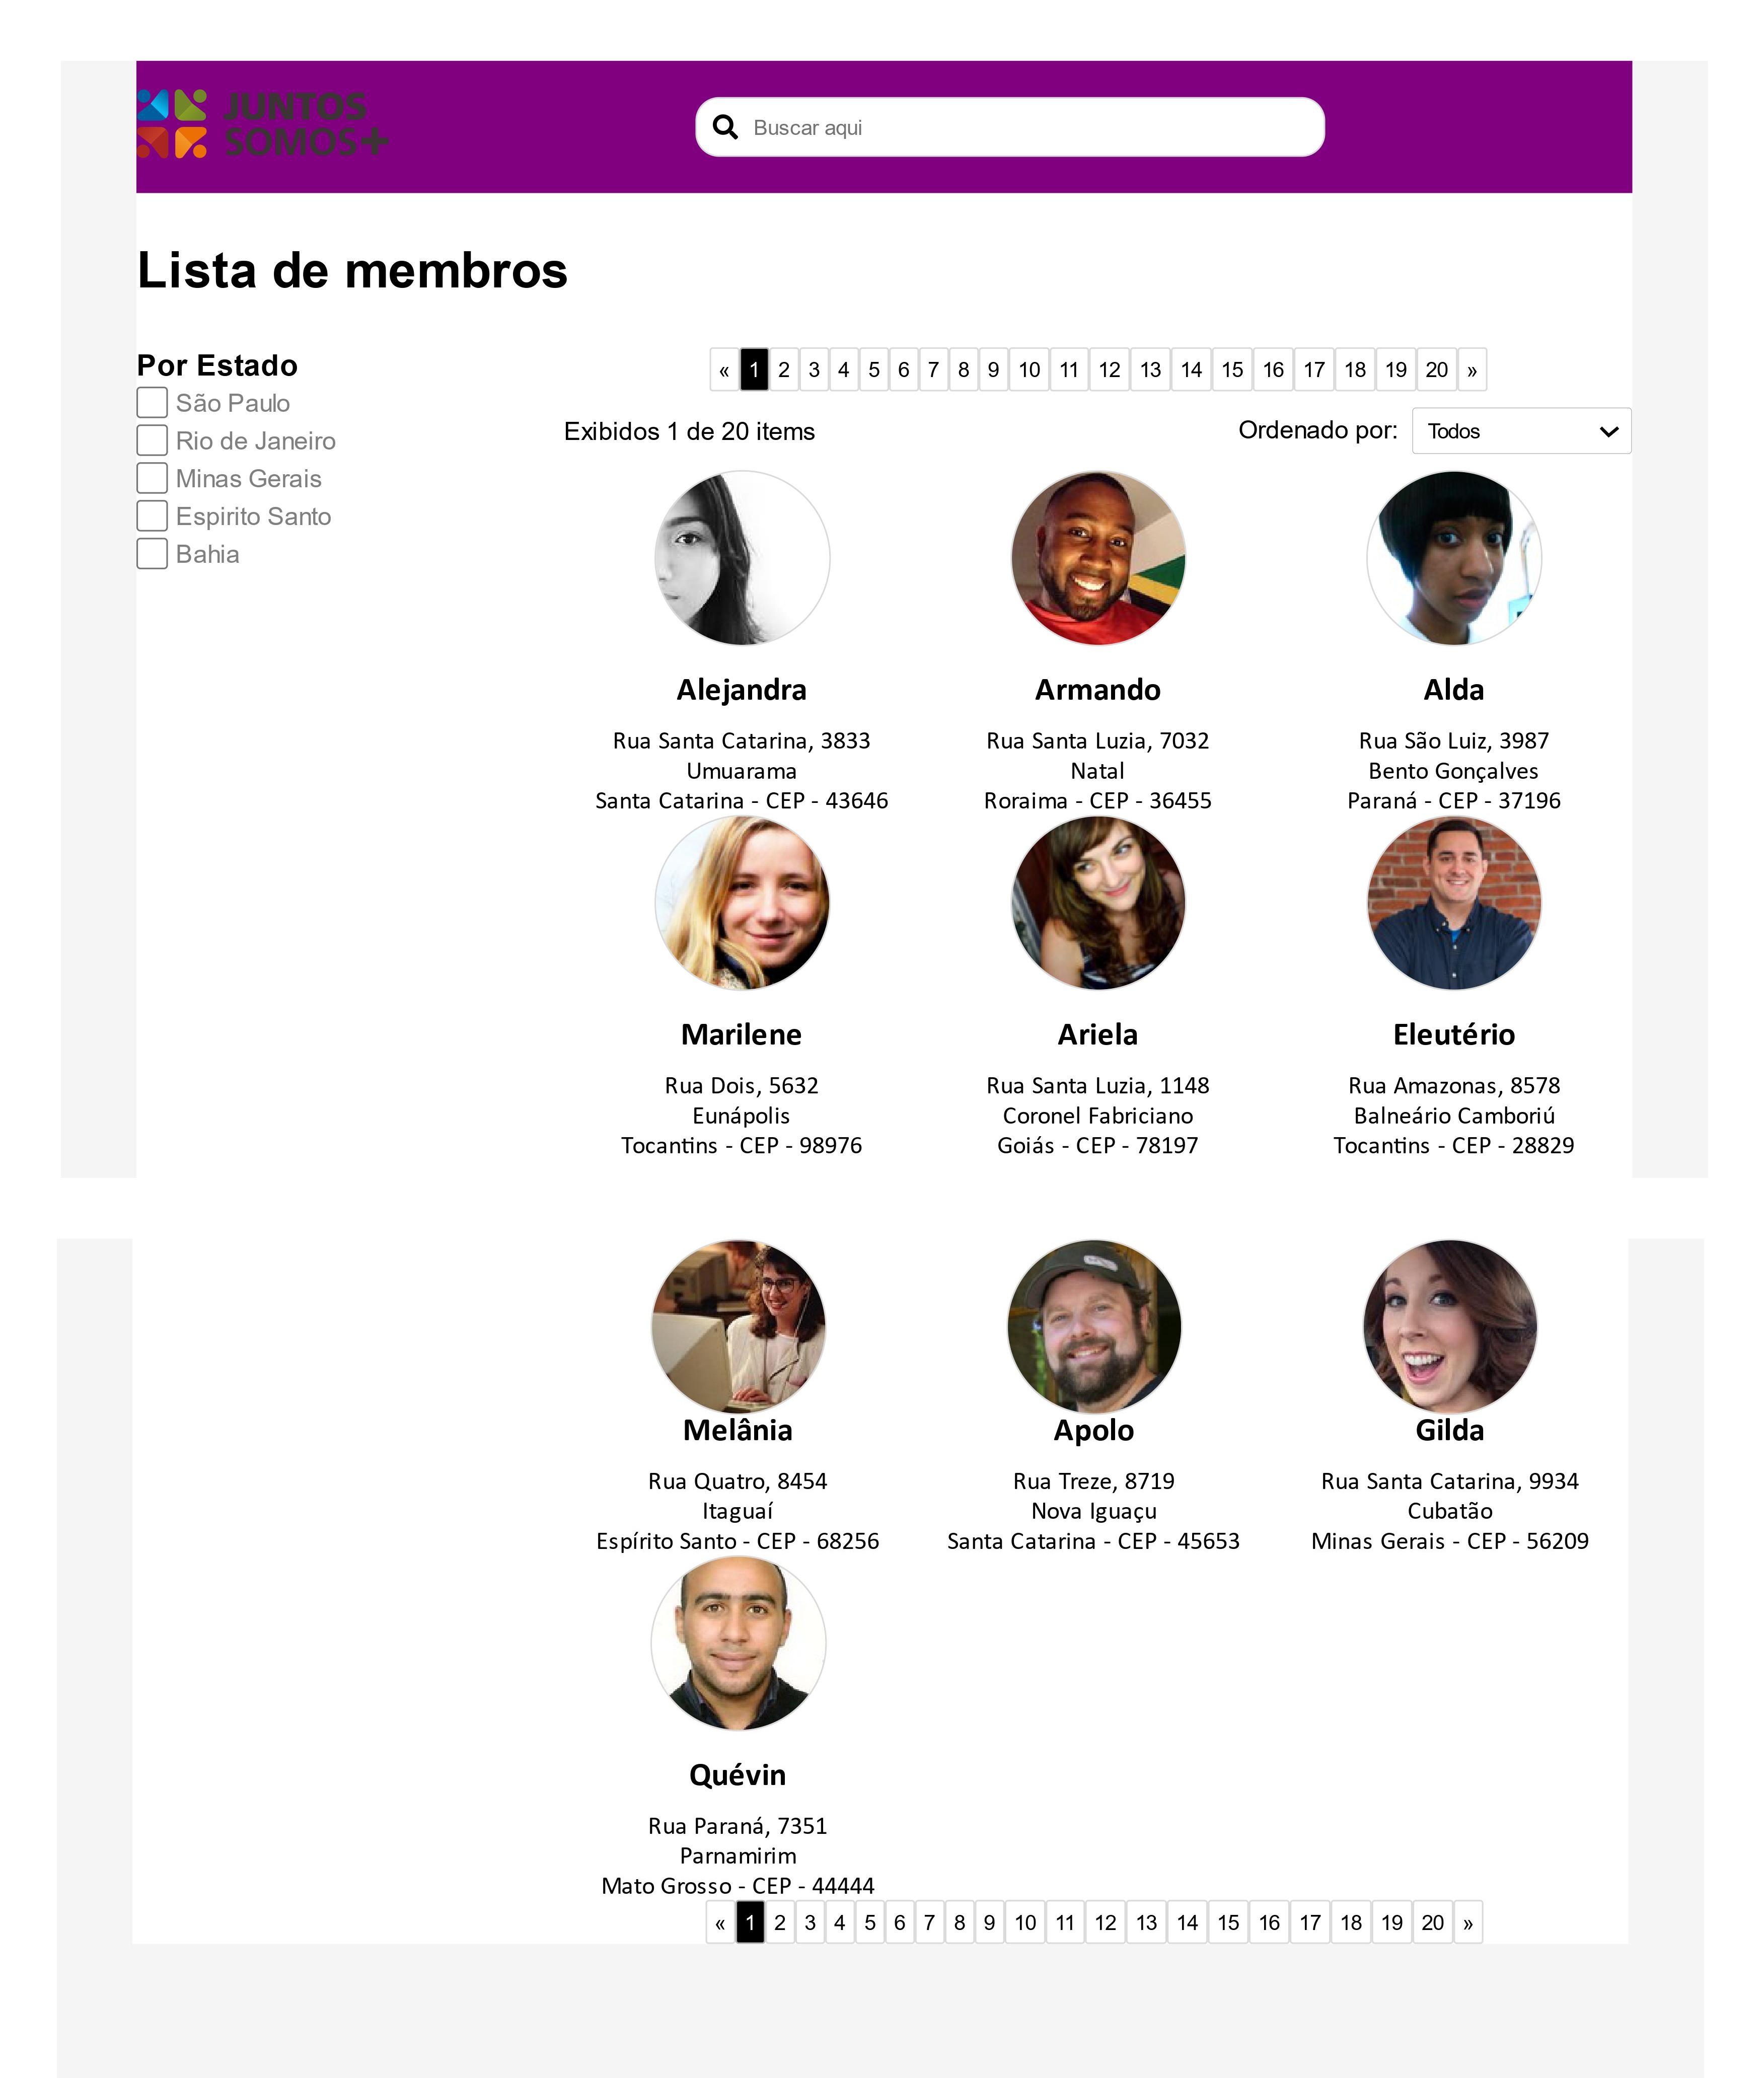 JUNTOS
SOMOS+
Buscar aqui
Lista de membros
Por Estado
São Paulo
Rio de Janeiro
Minas Gerais
Espirito Santo
Bahia
« 1 2 3 4 5 6 7 8 9 10 11 12 13 14 15 16 17 18 19 20 »
Exibidos 1 de 20 items
Ordenado por: Todos
Alejandra
Rua Santa Catarina, 3833
Umuarama
Santa Catarina - CEP - 43646
Armando
Rua Santa Luzia, 7032
Natal
Roraima - CEP - 36455
Alda
Rua São Luiz, 3987
Bento Gonçalves
Paraná - CEP - 37196
Marilene
Rua Dois, 5632
Eunápolis
Tocantins - CEP - 98976
Ariela
Rua Santa Luzia, 1148
Coronel Fabriciano
Goiás - CEP - 78197
Eleutério
Rua Amazonas, 8578
Balneário Camboriú
Tocantins - CEP - 28829
Melânia
Rua Quatro, 8454
Itaguaí
Espírito Santo - CEP - 68256
Apolo
Rua Treze, 8719
Nova Iguaçu
Santa Catarina - CEP - 45653
Gilda
Rua Santa Catarina, 9934
Cubatão
Minas Gerais - CEP - 56209
Quévin
Rua Paraná, 7351
Parnamirim
Mato Grosso - CEP - 44444
« 1 2 3 4 5 6 7 8 9 10 11 12 13 14 15 16 17 18 19 20 »